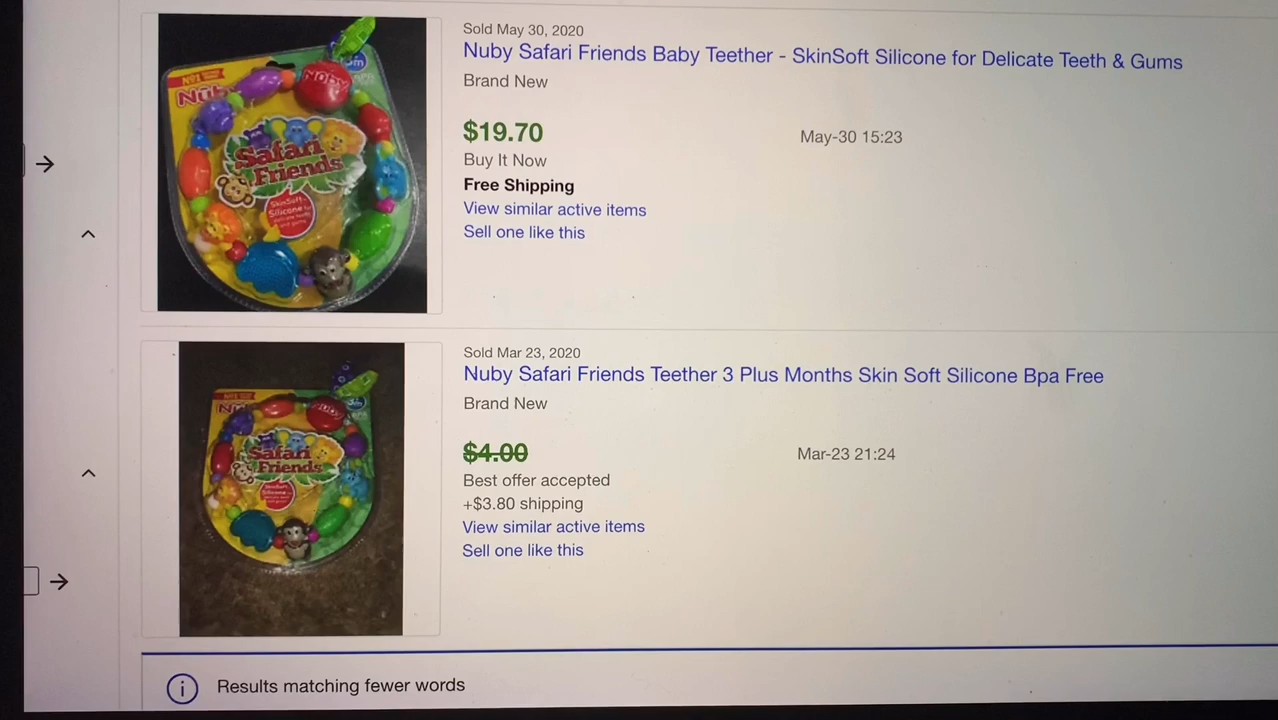 Sold May 30, 2020
Nuby Safari Friends Baby Teether - SkinSoft Silicone for Delicate Teeth & Gums
Brand New
$19.70
May-30 15:23
Buy It Now
Free Shipping
View similar active items
Sell one like this
No1
Nûb
NUBY
Safari
Friends
SkinSoft
Silicone
Sold Mar 23, 2020
Nuby Safari Friends Teether 3 Plus Months Skin Soft Silicone Bpa Free
Brand New
$4.00
Mar-23 21:24
Best offer accepted
+$3.80 shipping
View similar active items
Sell one like this
Safari
Friends
Results matching fewer words